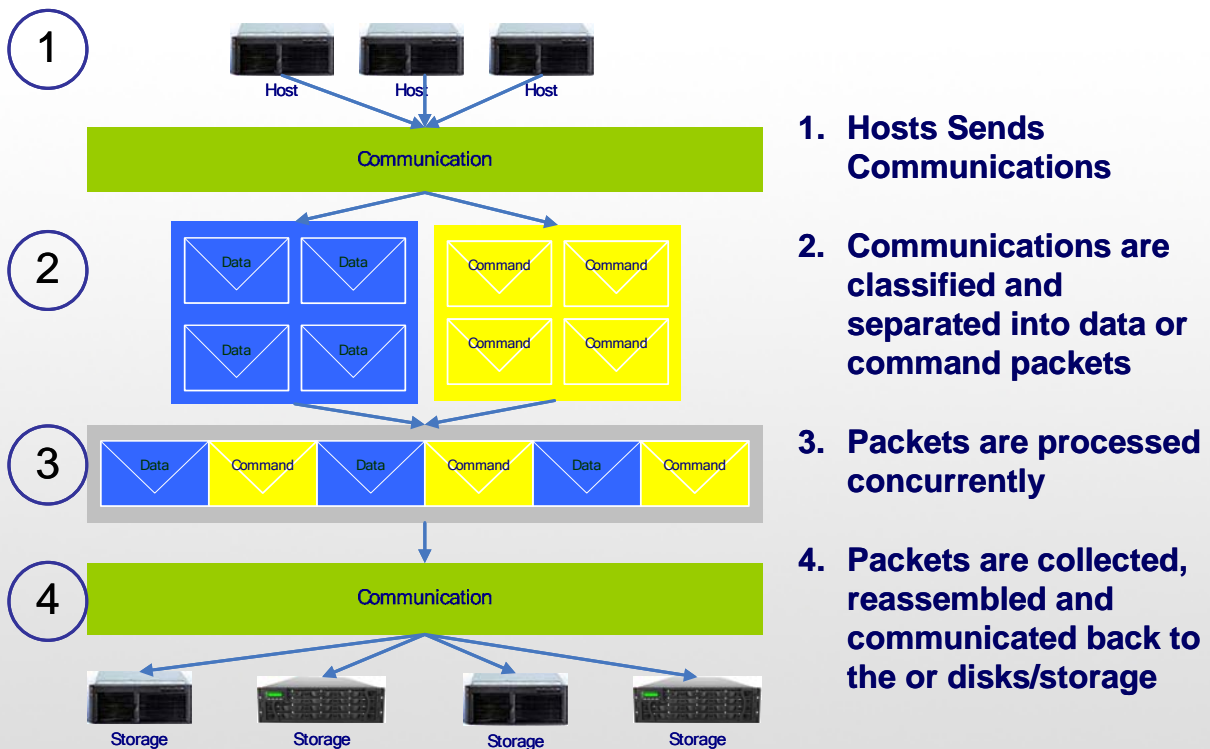 1
Host Host Host
Communication
2
Data Data Command Command
Data Data Command Command
3
Data Command Data Command Data Command
4
Communication
Storage Storage Storage Storage
1. Hosts Sends
Communications
2. Communications are
classified and
separated into data or
command packets
3. Packets are processed
concurrently
4. Packets are collected,
reassembled and
communicated back to
the or disks/storage